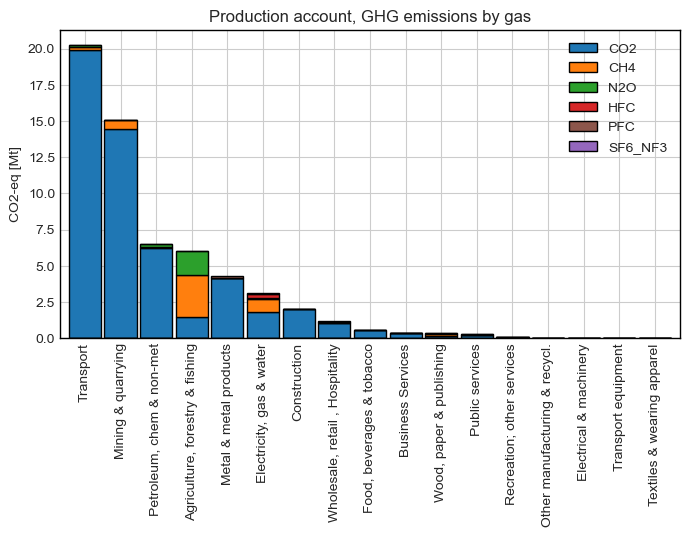 Production account, GHG emissions by gas
CO2-eq [Mt]
20.0
17.5
15.0
12.5
10.0
7.5
5.0
2.5
0.0
CO2
CH4
N2O
HFC
PFC
SF6_NF3
Transport
Mining & quarrying
Petroleum, chem & non-met
Agriculture, forestry & fishing
Metal & metal products
Electricity, gas & water
Construction
Wholesale, retail , Hospitality
Food, beverages & tobacco
Business Services
Wood, paper & publishing
Public services
Recreation; other services
Other manufacturing & recycl.
Electrical & machinery
Transport equipment
Textiles & wearing apparel